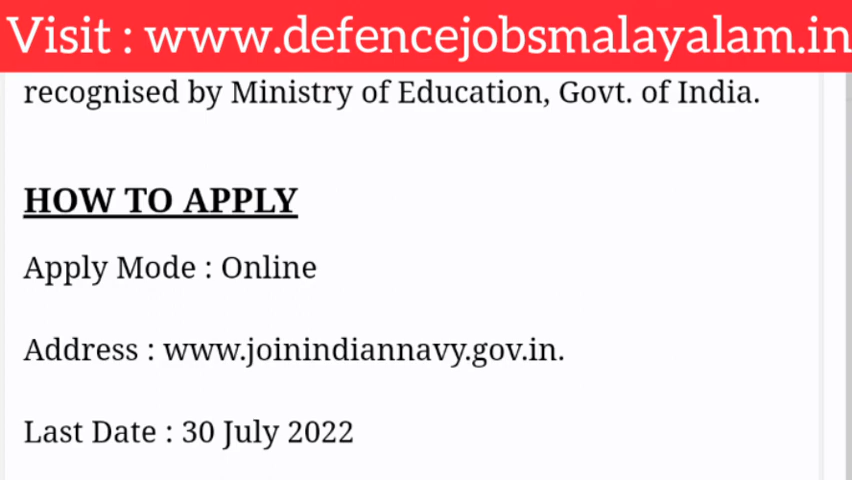 Visit : www.defencejobsmalayalam.in
recognised by Ministry of Education, Govt. of India.
HOW TO APPLY
Apply Mode : Online
Address : www.joinindiannavy.gov.in.
Last Date : 30 July 2022